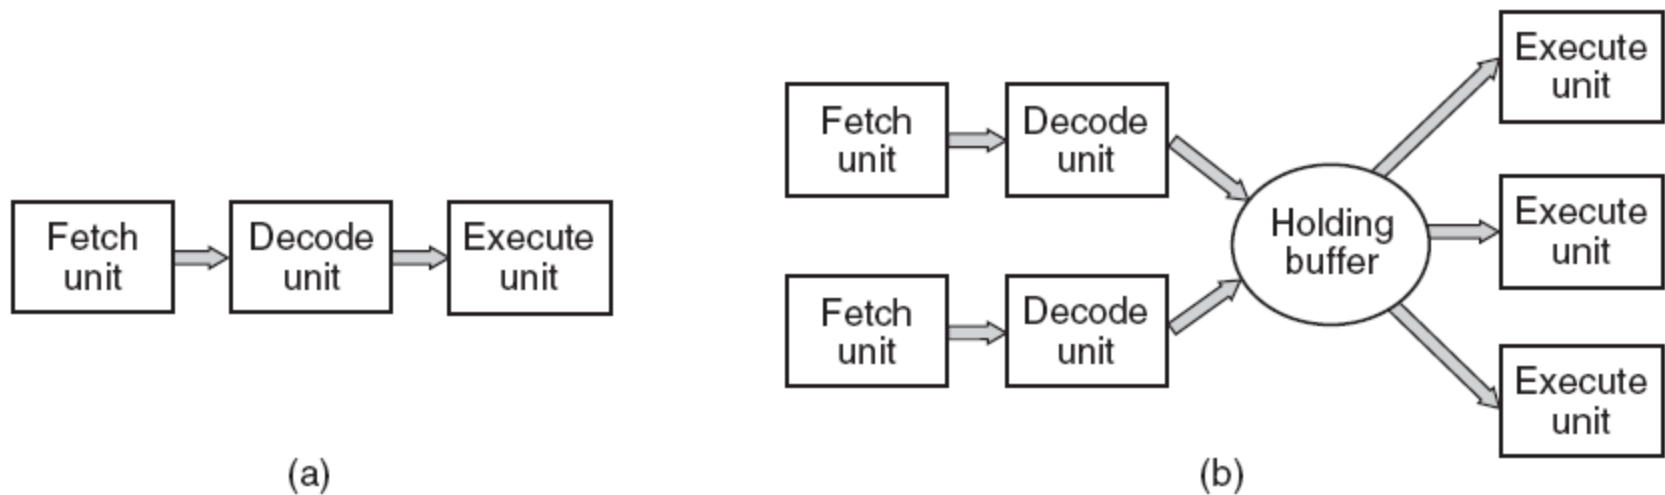 Fetch
unit
Decode
unit
Execute
unit
(a)
Fetch
unit
Decode
unit
Fetch
unit
Decode
unit
Holding
buffer
Execute
unit
Execute
unit
Execute
unit
(b)